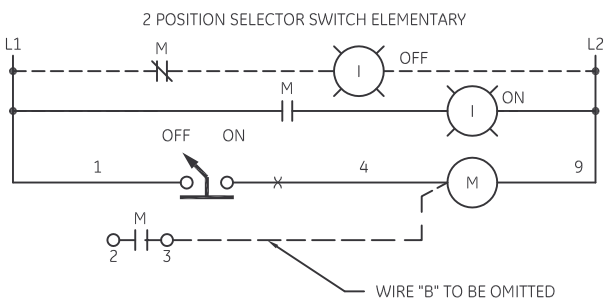 2 POSITION SELECTOR SWITCH ELEMENTARY
L1
L2
M
I
OFF
M
I
ON
OFF ON
1
4
M
9
M
2
3
WIRE "B" TO BE OMITTED